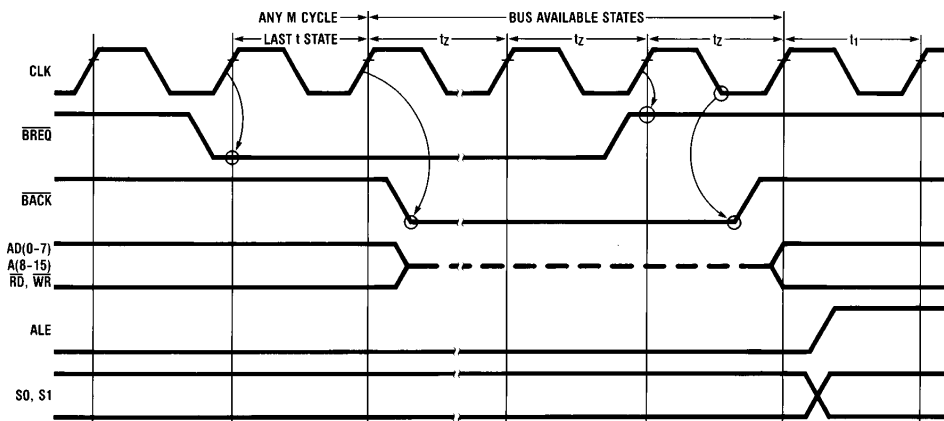 ANY M CYCLE BUS AVAILABLE STATES
LAST t STATE tZ tZ tZ t1
CLK
BREQ
BACK
AD(0-7)
A(8-15)
RD, WR
ALE
S0, S1